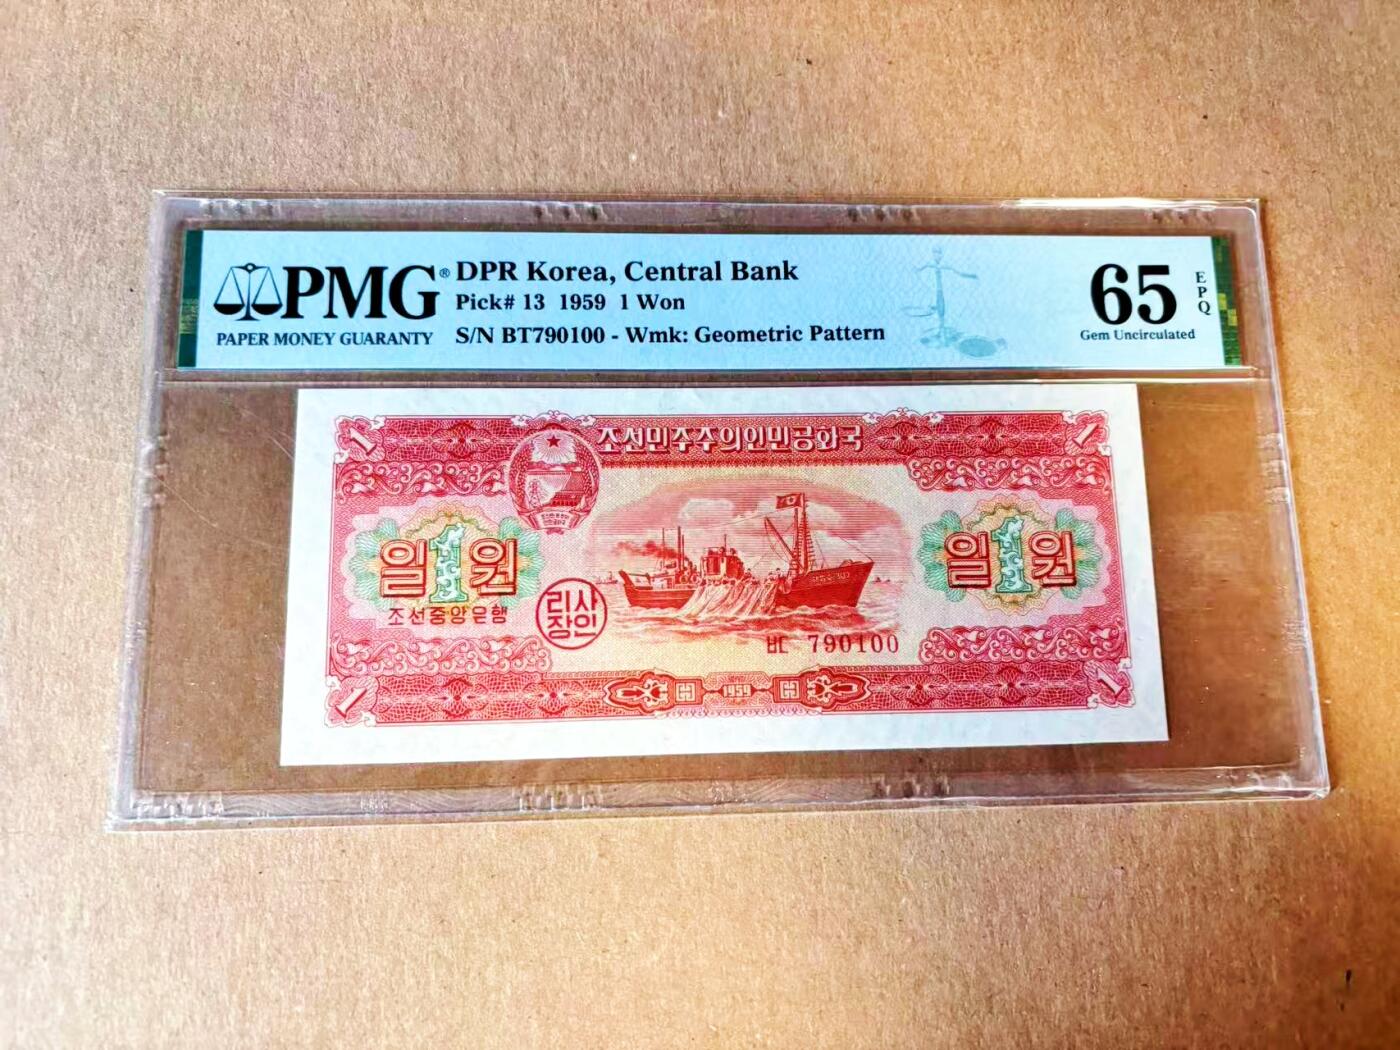 PMG®
PAPER MONEY GUARANTY
DPR Korea, Central Bank
Pick# 13 1959 1 Won
S/N BT790100 - Wmk: Geometric Pattern
65
EPQ
Gem Uncirculated
1
조선민주주의인민공화국
1
일1원
일1원
조선중앙은행
리사
장인
ㅂㄷ 790100
1
1959
1